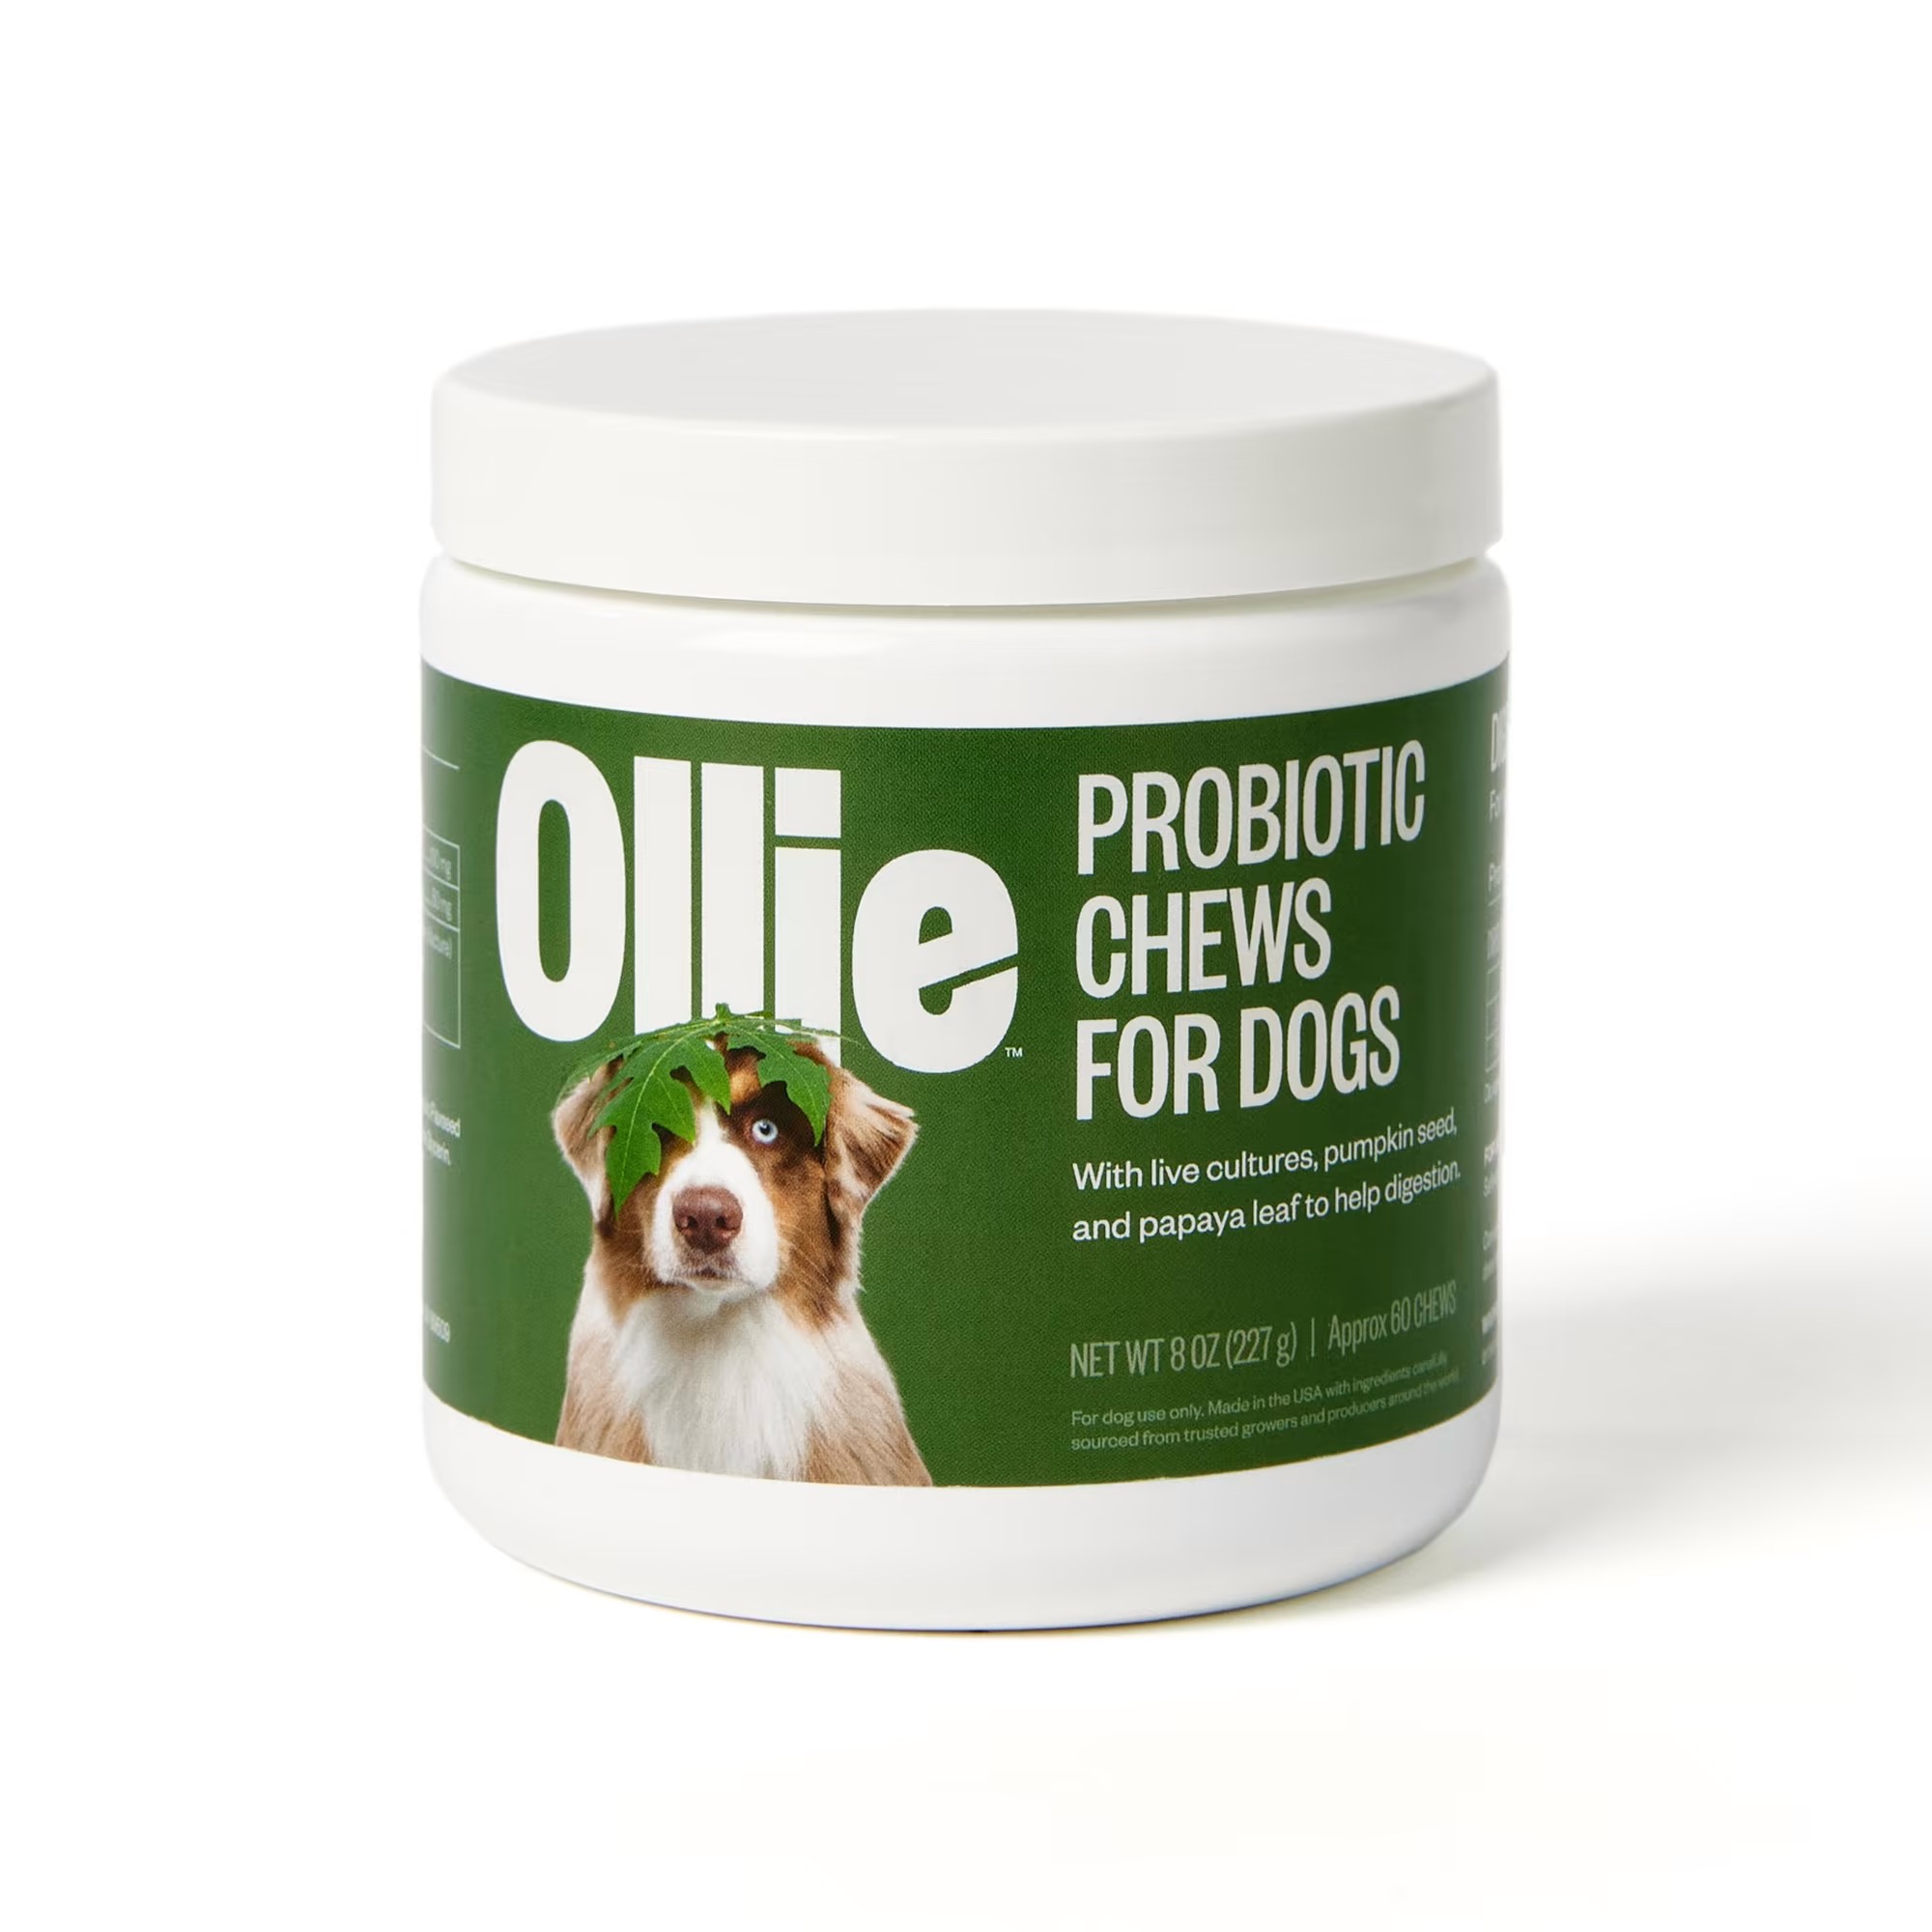 Ollie™
PROBIOTIC
CHEWS
FOR DOGS
With live cultures, pumpkin seed,
and papaya leaf to help digestion.
NET WT 8 OZ (227 g) | Approx 60 CHEWS
For dog use only. Made in the USA with ingredients carefully
sourced from trusted growers and producers around the world.